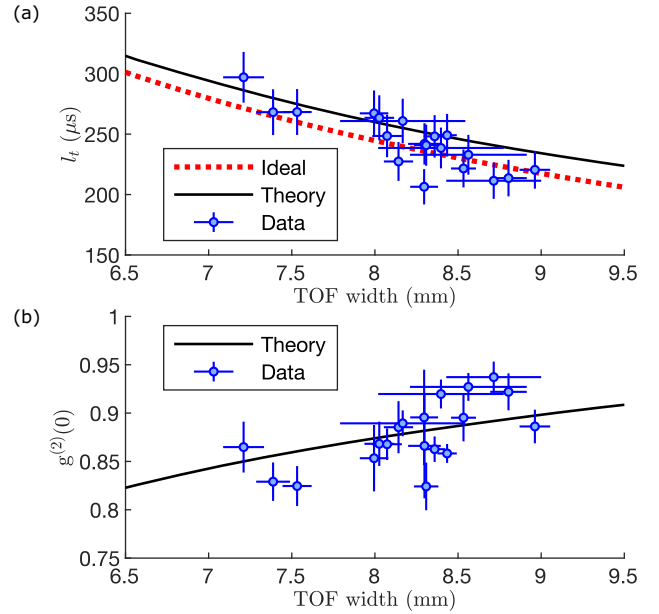 (a)
350
300
250
200
150
l_t (μs)
Ideal
Theory
Data
6.5 7 7.5 8 8.5 9 9.5
TOF width (mm)
(b)
1
0.95
0.9
0.85
0.8
0.75
g^(2)(0)
Theory
Data
6.5 7 7.5 8 8.5 9 9.5
TOF width (mm)